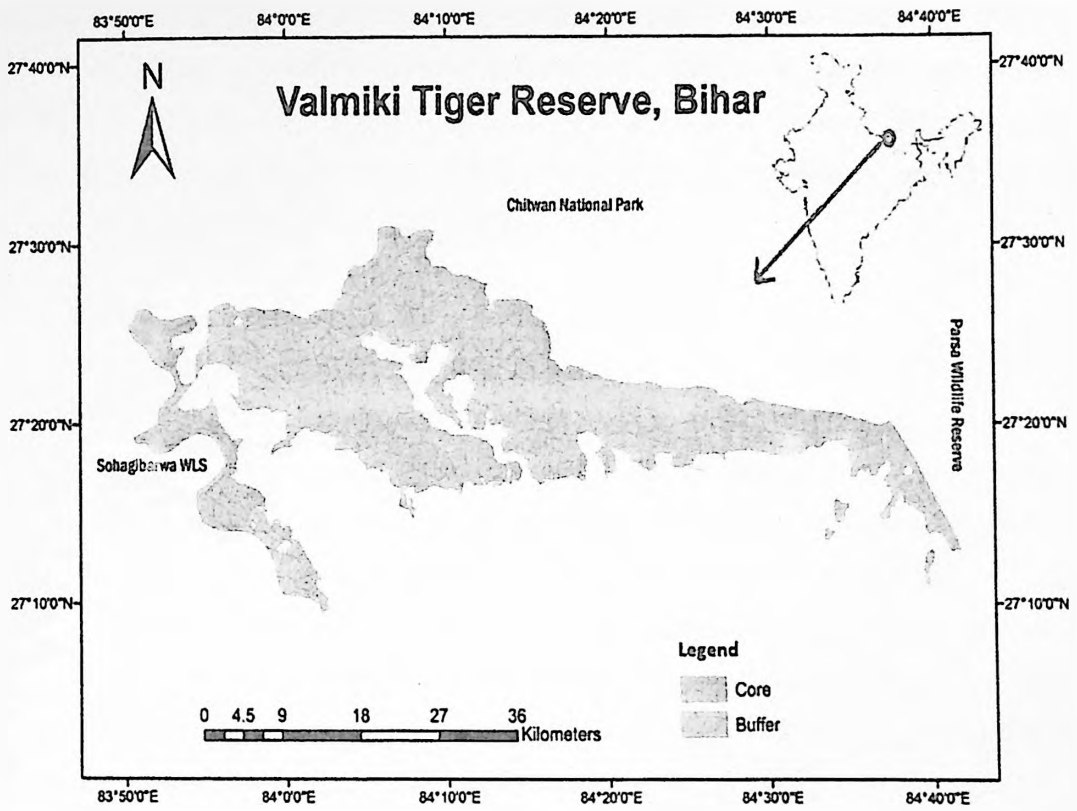 83°50'0"E 84°0'0"E 84°10'0"E 84°20'0"E 84°30'0"E 84°40'0"E
27°40'0"N 27°40'0"N
N
Valmiki Tiger Reserve, Bihar
Chitwan National Park
27°30'0"N 27°30'0"N
Parsa Wildlife Reserve
27°20'0"N 27°20'0"N
Sohagibarwa WLS
27°10'0"N 27°10'0"N
Legend
Core
Buffer
0 4.5 9 18 27 36
Kilometers
83°50'0"E 84°0'0"E 84°10'0"E 84°20'0"E 84°30'0"E 84°40'0"E